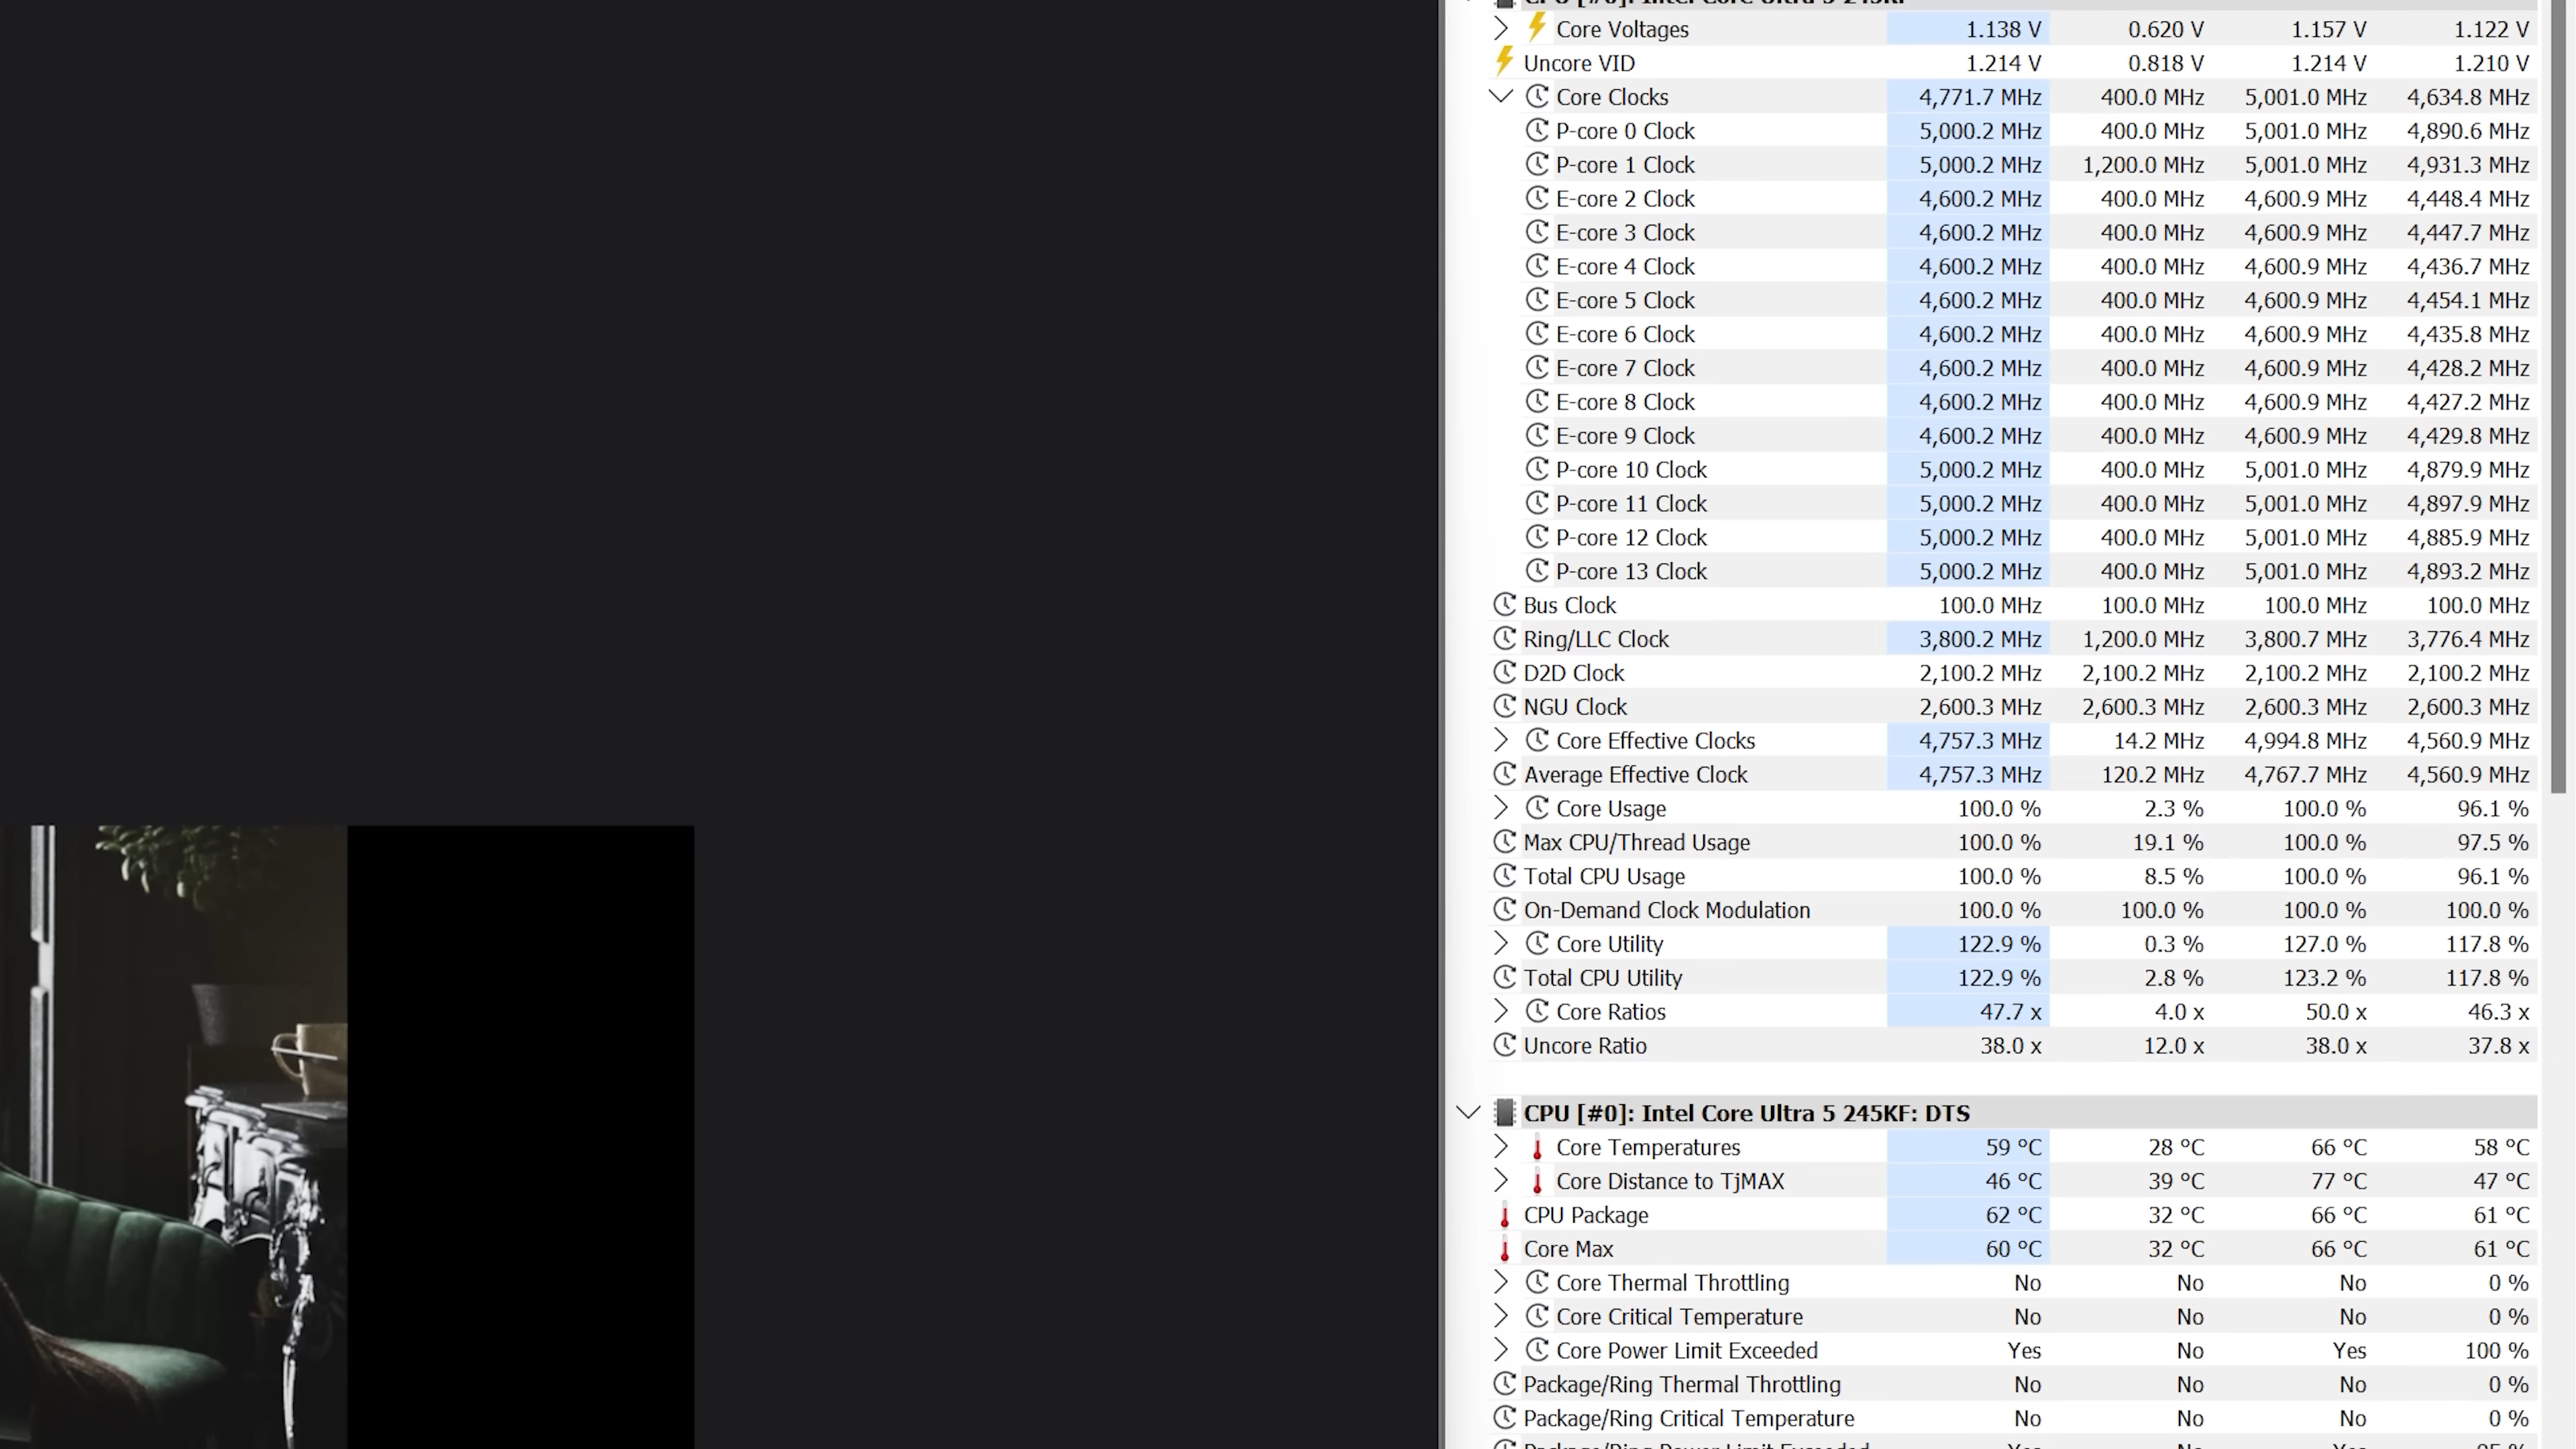 CPU [#0]: Intel Core Ultra 5 245KF
Core Voltages 1.138 V 0.620 V 1.157 V 1.122 V
Uncore VID 1.214 V 0.818 V 1.214 V 1.210 V
Core Clocks 4,771.7 MHz 400.0 MHz 5,001.0 MHz 4,634.8 MHz
P-core 0 Clock 5,000.2 MHz 400.0 MHz 5,001.0 MHz 4,890.6 MHz
P-core 1 Clock 5,000.2 MHz 1,200.0 MHz 5,001.0 MHz 4,931.3 MHz
E-core 2 Clock 4,600.2 MHz 400.0 MHz 4,600.9 MHz 4,448.4 MHz
E-core 3 Clock 4,600.2 MHz 400.0 MHz 4,600.9 MHz 4,447.7 MHz
E-core 4 Clock 4,600.2 MHz 400.0 MHz 4,600.9 MHz 4,436.7 MHz
E-core 5 Clock 4,600.2 MHz 400.0 MHz 4,600.9 MHz 4,454.1 MHz
E-core 6 Clock 4,600.2 MHz 400.0 MHz 4,600.9 MHz 4,435.8 MHz
E-core 7 Clock 4,600.2 MHz 400.0 MHz 4,600.9 MHz 4,428.2 MHz
E-core 8 Clock 4,600.2 MHz 400.0 MHz 4,600.9 MHz 4,427.2 MHz
E-core 9 Clock 4,600.2 MHz 400.0 MHz 4,600.9 MHz 4,429.8 MHz
P-core 10 Clock 5,000.2 MHz 400.0 MHz 5,001.0 MHz 4,879.9 MHz
P-core 11 Clock 5,000.2 MHz 400.0 MHz 5,001.0 MHz 4,897.9 MHz
P-core 12 Clock 5,000.2 MHz 400.0 MHz 5,001.0 MHz 4,885.9 MHz
P-core 13 Clock 5,000.2 MHz 400.0 MHz 5,001.0 MHz 4,893.2 MHz
Bus Clock 100.0 MHz 100.0 MHz 100.0 MHz 100.0 MHz
Ring/LLC Clock 3,800.2 MHz 1,200.0 MHz 3,800.7 MHz 3,776.4 MHz
D2D Clock 2,100.2 MHz 2,100.2 MHz 2,100.2 MHz 2,100.2 MHz
NGU Clock 2,600.3 MHz 2,600.3 MHz 2,600.3 MHz 2,600.3 MHz
Core Effective Clocks 4,757.3 MHz 14.2 MHz 4,994.8 MHz 4,560.9 MHz
Average Effective Clock 4,757.3 MHz 120.2 MHz 4,767.7 MHz 4,560.9 MHz
Core Usage 100.0 % 2.3 % 100.0 % 96.1 %
Max CPU/Thread Usage 100.0 % 19.1 % 100.0 % 97.5 %
Total CPU Usage 100.0 % 8.5 % 100.0 % 96.1 %
On-Demand Clock Modulation 100.0 % 100.0 % 100.0 % 100.0 %
Core Utility 122.9 % 0.3 % 127.0 % 117.8 %
Total CPU Utility 122.9 % 2.8 % 123.2 % 117.8 %
Core Ratios 47.7 x 4.0 x 50.0 x 46.3 x
Uncore Ratio 38.0 x 12.0 x 38.0 x 37.8 x
CPU [#0]: Intel Core Ultra 5 245KF: DTS
Core Temperatures 59 °C 28 °C 66 °C 58 °C
Core Distance to TjMAX 46 °C 39 °C 77 °C 47 °C
CPU Package 62 °C 32 °C 66 °C 61 °C
Core Max 60 °C 32 °C 66 °C 61 °C
Core Thermal Throttling No No No 0 %
Core Critical Temperature No No No 0 %
Core Power Limit Exceeded Yes No Yes 100 %
Package/Ring Thermal Throttling No No No 0 %
Package/Ring Critical Temperature No No No 0 %
Package/Ring Power Limit Exceeded Yes No Yes